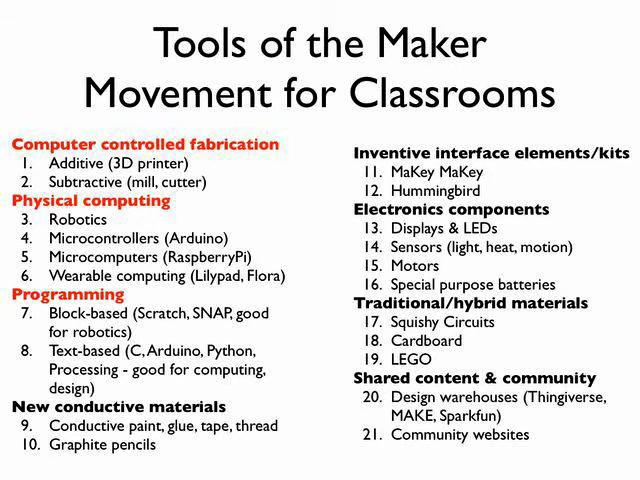 Tools of the Maker
Movement for Classrooms
Computer controlled fabrication
1. Additive (3D printer)
2. Subtractive (mill, cutter)
Physical computing
3. Robotics
4. Microcontrollers (Arduino)
5. Microcomputers (RaspberryPi)
6. Wearable computing (Lilypad, Flora)
Programming
7. Block-based (Scratch, SNAP, good
for robotics)
8. Text-based (C, Arduino, Python,
Processing - good for computing,
design)
New conductive materials
9. Conductive paint, glue, tape, thread
10. Graphite pencils
Inventive interface elements/kits
11. MaKey MaKey
12. Hummingbird
Electronics components
13. Displays & LEDs
14. Sensors (light, heat, motion)
15. Motors
16. Special purpose batteries
Traditional/hybrid materials
17. Squishy Circuits
18. Cardboard
19. LEGO
Shared content & community
20. Design warehouses (Thingiverse,
MAKE, Sparkfun)
21. Community websites